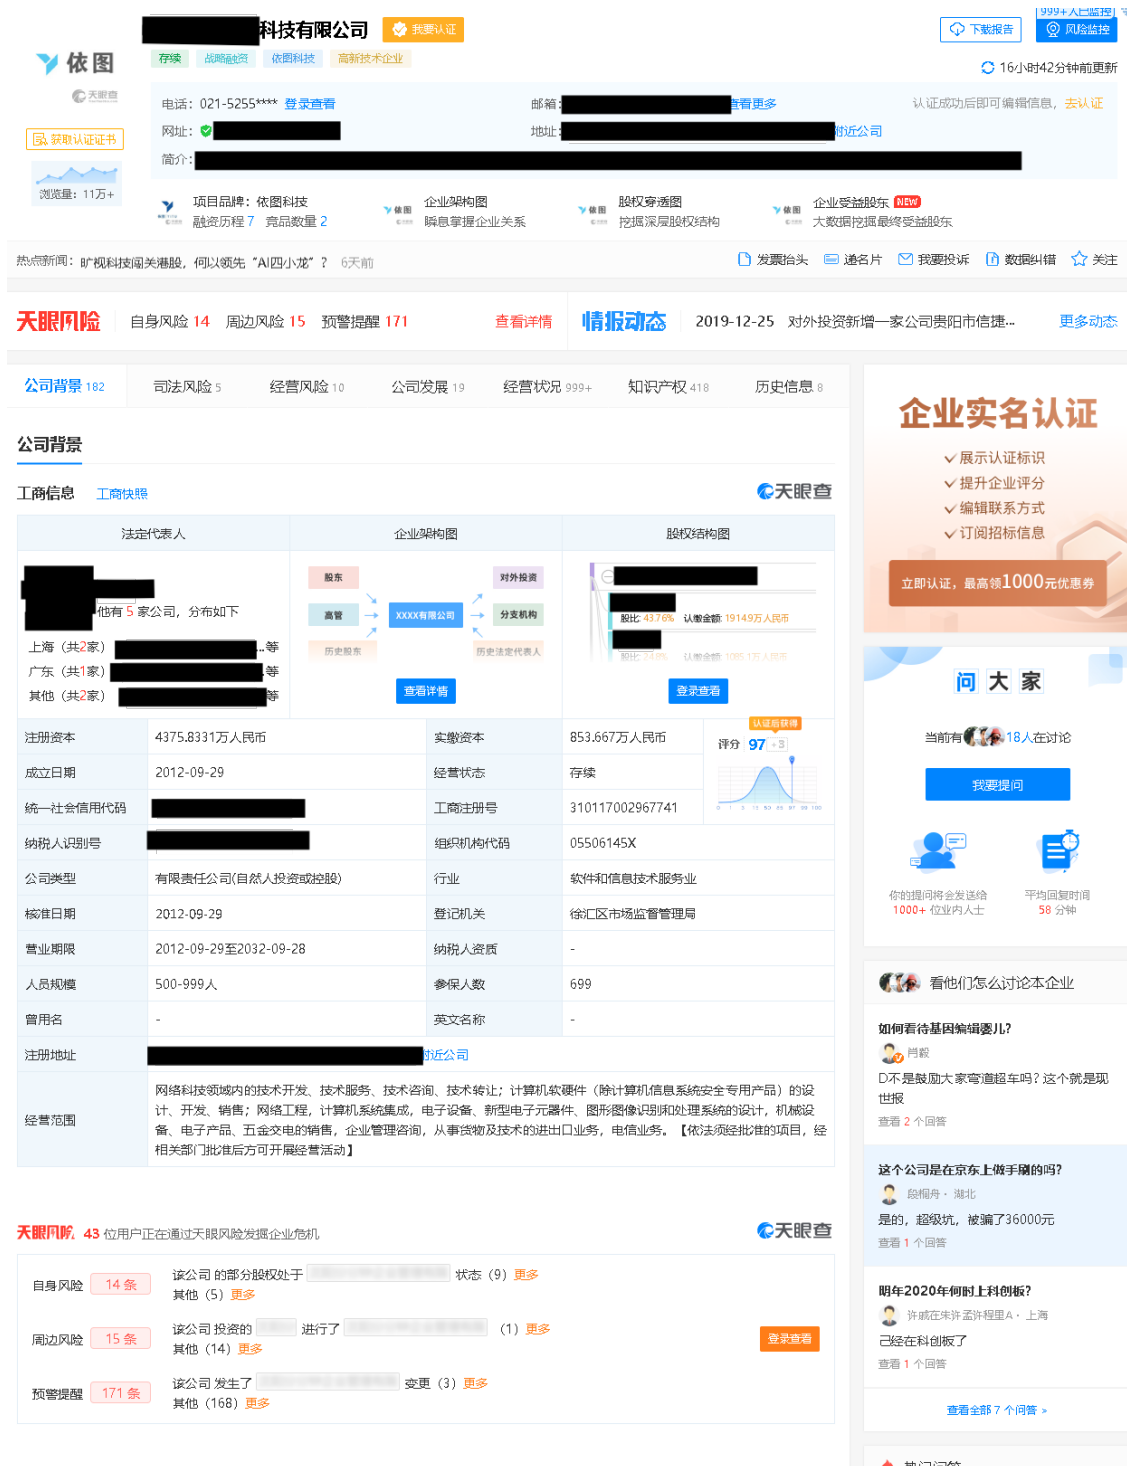 999+人已监控
科技有限公司 我要认证 下载报告 风险监控
依图
存续 战略融资 依图科技 高新技术企业
16小时42分钟前更新
天眼查
电话：021-5255**** 登录查看 邮箱: 查看更多 认证成功后即可编辑信息，去认证
获取认证证书
网址： 地址: 附近公司
简介:
浏览量：11万+
项目品牌：依图科技 企业架构图 股权穿透图 企业受益股东 NEW
依图 依图 依图
融资历程 7 竞品数量 2 瞬息掌握企业关系 挖掘深层股权结构 大数据挖掘最终受益股东
热点新闻: 旷视科技闯关港股，何以领先“AI四小龙”？ 6天前 发票抬头 递名片 我要投诉 数据纠错 关注
天眼风险 自身风险 14 周边风险 15 预警提醒 171 查看详情 情报动态 2019-12-25 对外投资新增一家公司贵阳市信捷... 更多动态
公司背景 182 司法风险 5 经营风险 10 公司发展 19 经营状况 999+ 知识产权 418 历史信息 8
公司背景
工商信息 工商快照 天眼查
法定代表人 企业架构图 股权结构图
股东 对外投资
高管 XXXX有限公司 分支机构
历史股东 历史法定代表人
他有 5 家公司，分布如下
上海（共2家） ...等
广东（共1家） 等
其他（共2家） 等
股比: 43.76% 认缴金额: 1914.9万人民币
股比: 24.8% 认缴金额: 1085.1万人民币
查看详情 登录查看
注册资本 4375.8331万人民币 实缴资本 853.667万人民币
认证后获得
评分 97 +3
成立日期 2012-09-29 经营状态 存续
统一社会信用代码 工商注册号 310117002967741
纳税人识别号 组织机构代码 05506145X
公司类型 有限责任公司(自然人投资或控股) 行业 软件和信息技术服务业
核准日期 2012-09-29 登记机关 徐汇区市场监督管理局
营业期限 2012-09-29至2032-09-28 纳税人资质 -
人员规模 500-999人 参保人数 699
曾用名 - 英文名称 -
注册地址 附近公司
经营范围
网络科技领域内的技术开发、技术服务、技术咨询、技术转让；计算机软硬件（除计算机信息系统安全专用产品）的设
计、开发、销售；网络工程，计算机系统集成，电子设备、新型电子元器件、图形图像识别和处理系统的设计，机械设
备、电子产品、五金交电的销售，企业管理咨询，从事货物及技术的进出口业务，电信业务。【依法须经批准的项目，经
相关部门批准后方可开展经营活动】
天眼风险 43 位用户正在通过天眼风险发掘企业危机 天眼查
自身风险 14 条
该公司 的部分股权处于 状态（9）更多
其他（5）更多
周边风险 15 条
该公司 投资的 进行了 （1）更多
其他（14）更多
登录查看
预警提醒 171 条
该公司 发生了 变更（3）更多
其他（168）更多
企业实名认证
展示认证标识
提升企业评分
编辑联系方式
订阅招标信息
立即认证，最高领1000元优惠券
问大家
当前有 18人在讨论
我要提问
你的提问将会发送给
1000+ 位业内人士
平均回复时间
58 分钟
看他们怎么讨论本企业
如何看待基因编辑婴儿?
肖毅
D不是鼓励大家弯道超车吗? 这个就是现
世报
查看 2 个回答
这个公司是在京东上做手刷的吗?
段桐舟 · 湖北
是的，超级坑，被骗了36000元
查看 1 个回答
明年2020年何时上科创板?
许戚在朱许孟许程里A · 上海
己经在科创板了
查看 1 个回答
查看全部 7 个问答 »
热门问答